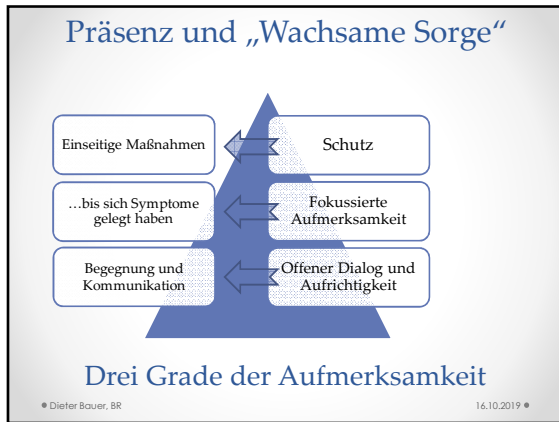 Präsenz und „Wachsame Sorge“
Einseitige Maßnahmen
Schutz
…bis sich Symptome
gelegt haben
Fokussierte
Aufmerksamkeit
Begegnung und
Kommunikation
Offener Dialog und
Aufrichtigkeit
Drei Grade der Aufmerksamkeit
Dieter Bauer, BR
16.10.2019